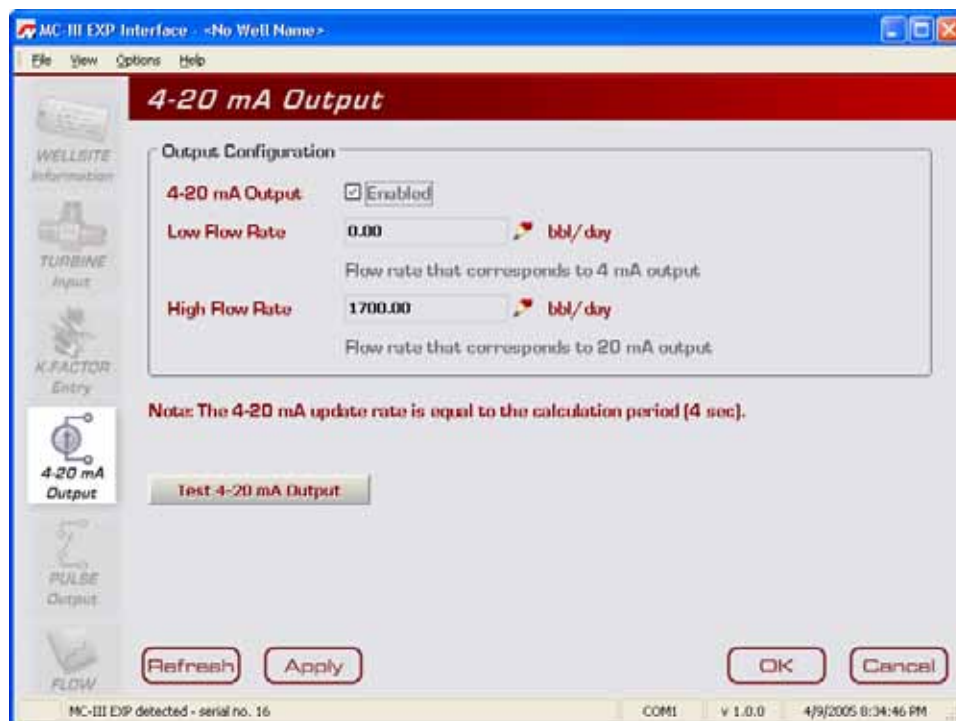 MC-III EXP Interface - <No Well Name>
File View Options Help
4-20 mA Output
WELLSITE
Information
TURBINE
Input
K-FACTOR
Entry
4-20 mA
Output
PULSE
Output
FLOW
Output Configuration
4-20 mA Output Enabled
Low Flow Rate 0.00 bbl/day
Flow rate that corresponds to 4 mA output
High Flow Rate 1700.00 bbl/day
Flow rate that corresponds to 20 mA output
Note: The 4-20 mA update rate is equal to the calculation period (4 sec).
Test 4-20 mA Output
Refresh Apply OK Cancel
MC-III EXP detected - serial no. 16 COM1 v 1.0.0 4/9/2005 8:34:46 PM